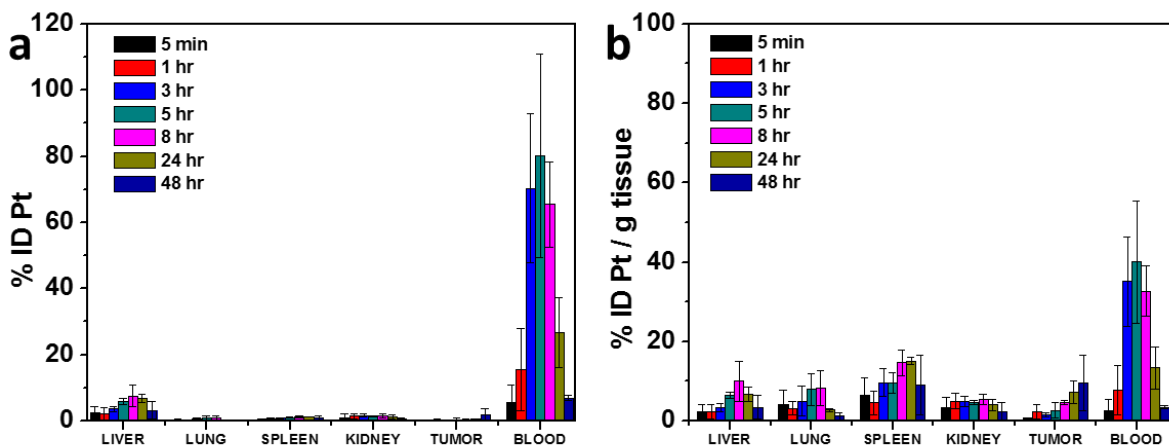 a
% ID Pt
120
100
80
60
40
20
0
5 min
1 hr
3 hr
5 hr
8 hr
24 hr
48 hr
LIVER LUNG SPLEEN KIDNEY TUMOR BLOOD
b
% ID Pt / g tissue
100
80
60
40
20
0
5 min
1 hr
3 hr
5 hr
8 hr
24 hr
48 hr
LIVER LUNG SPLEEN KIDNEY TUMOR BLOOD